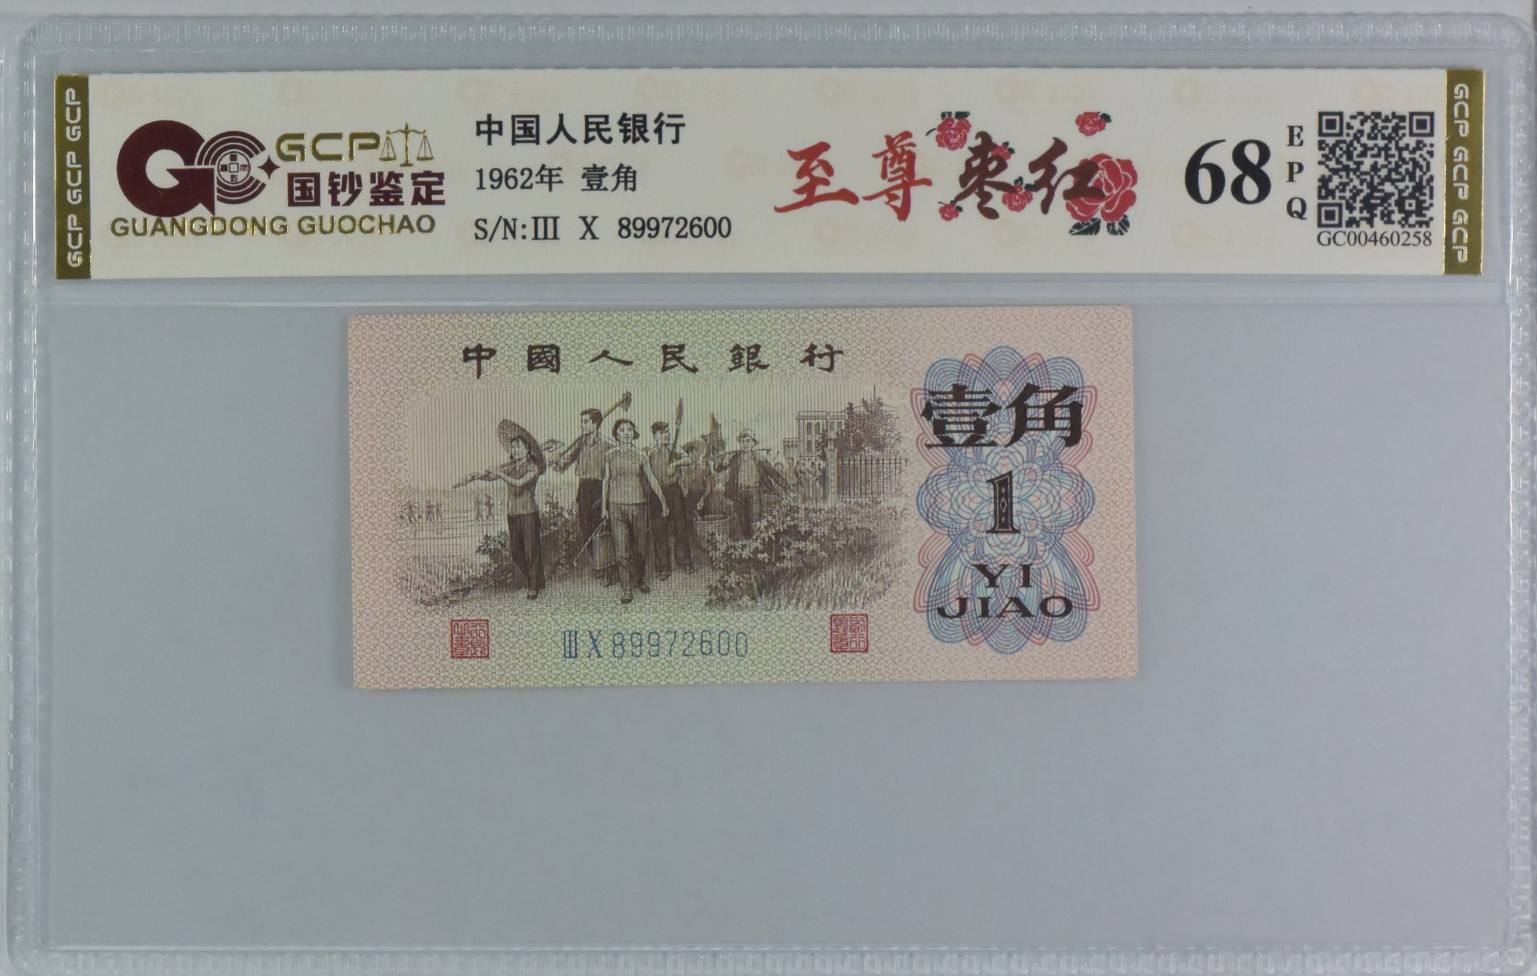 GCP GCP GCP
GCP
国钞鉴定
GUANGDONG GUOCHAO
中国人民银行
1962年 壹角
S/N:III X 89972600
至尊枣红
68
EPQ
GC00460258
GCP GCP GCP
中國人民銀行
壹角
1
YI
JIAO
III X 89972600